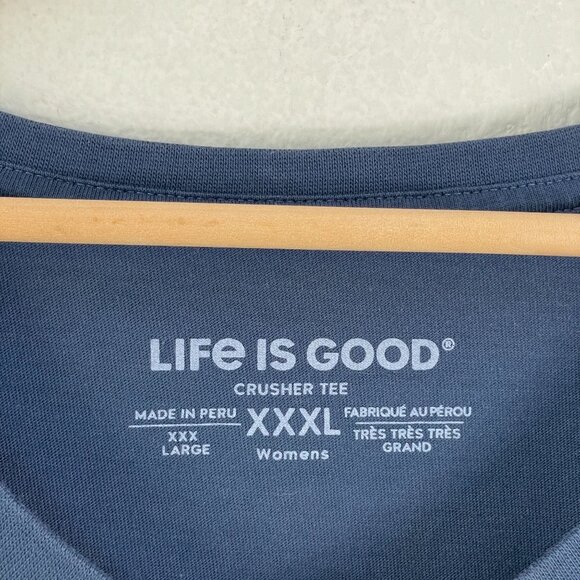 LIFe IS GOOD®
CRUSHER TEE
MADE IN PERU
XXX
LARGE
XXXL
Womens
FABRIQUÉ AU PÉROU
TRÈS TRÈS TRÈS
GRAND